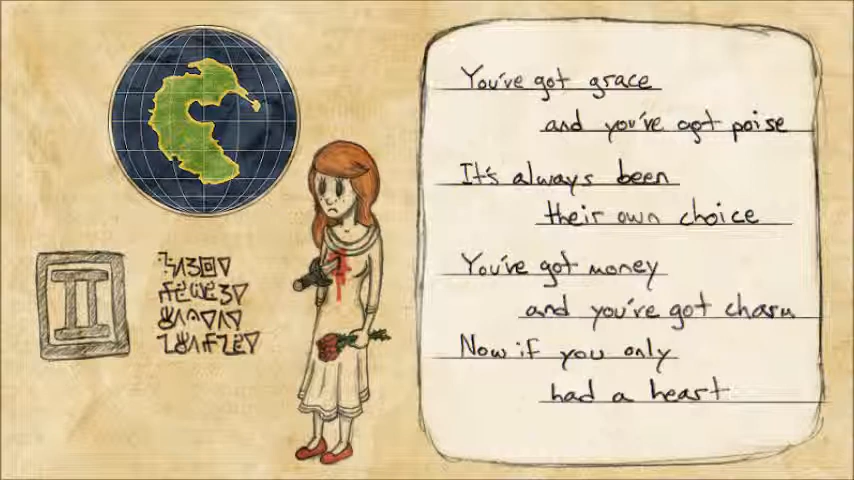 You've got grace
and you've got poise
It's always been
their own choice
You've got money
and you've got charm
Now if you only
had a heart
II